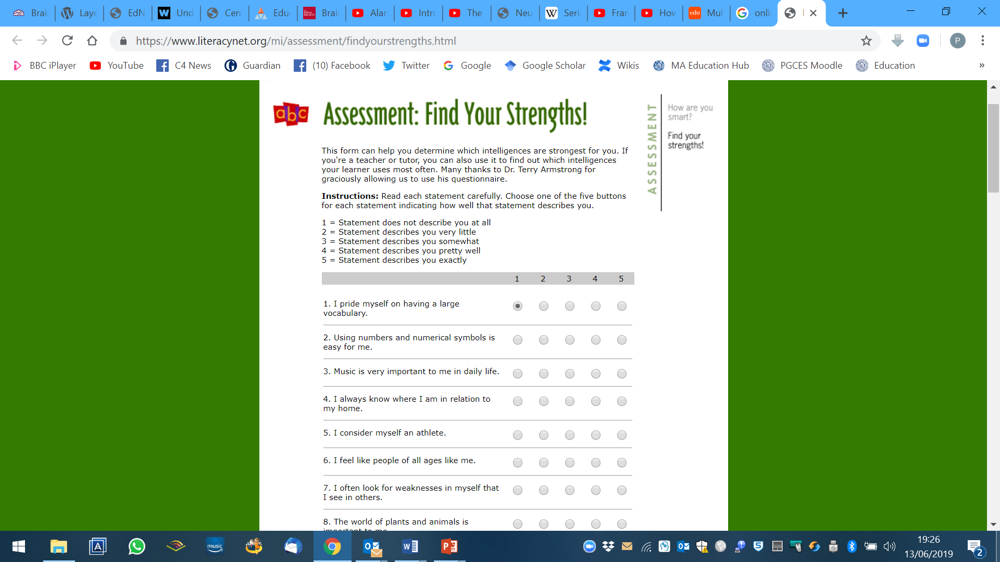 Brai
Laye
EdN
W
Und
Cen
Edu
Brai
Alan
Intro
The
Neu
W
Seri
Fran
How
edu
Mul
onli
https://www.literacynet.org/mi/assessment/findyourstrengths.html
P
BBC iPlayer
YouTube
C4 News
Guardian
(10) Facebook
Twitter
Google
Google Scholar
Wikis
MA Education Hub
PGCES Moodle
Education
»
abc
Assessment: Find Your Strengths!
ASSESSMENT
How are you
smart?
Find your
strengths!
This form can help you determine which intelligences are strongest for you. If
you're a teacher or tutor, you can also use it to find out which intelligences
your learner uses most often. Many thanks to Dr. Terry Armstrong for
graciously allowing us to use his questionnaire.
Instructions: Read each statement carefully. Choose one of the five buttons
for each statement indicating how well that statement describes you.
1 = Statement does not describe you at all
2 = Statement describes you very little
3 = Statement describes you somewhat
4 = Statement describes you pretty well
5 = Statement describes you exactly
1 2 3 4 5
1. I pride myself on having a large
vocabulary.
2. Using numbers and numerical symbols is
easy for me.
3. Music is very important to me in daily life.
4. I always know where I am in relation to
my home.
5. I consider myself an athlete.
6. I feel like people of all ages like me.
7. I often look for weaknesses in myself that
I see in others.
8. The world of plants and animals is
important to me.
music
19:26
13/06/2019
2